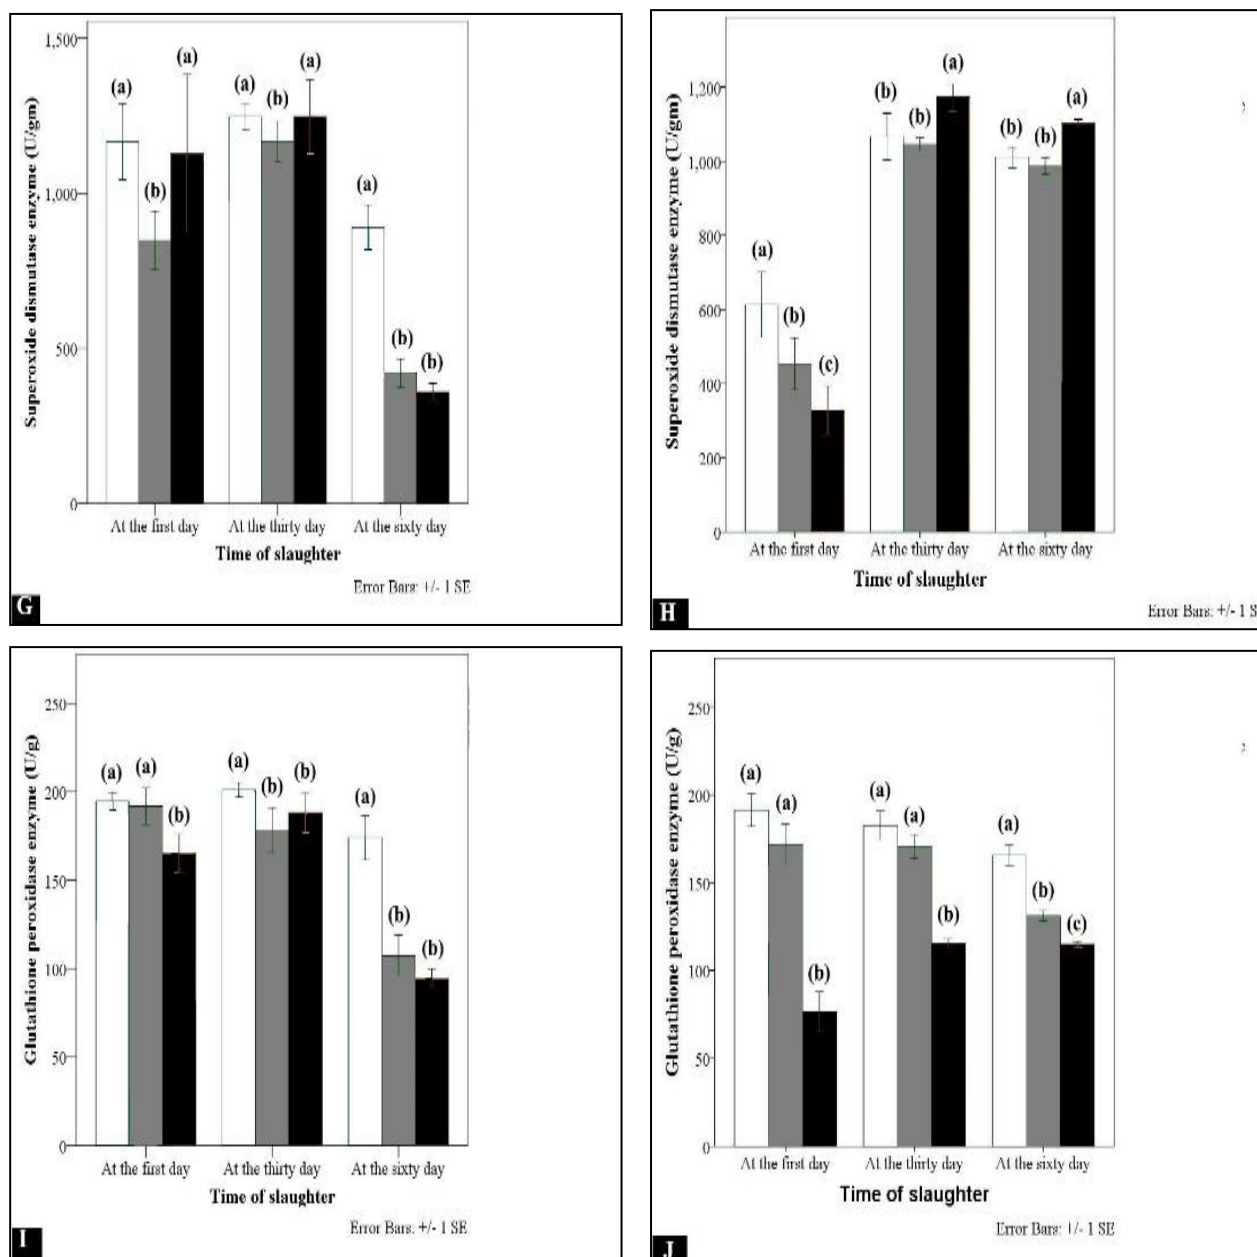 Superoxide dismutase enzyme (U/gm)
1,500
1,000
500
0
(a)
(b)
(a)
(a)
(b)
(a)
(a)
(b)
(b)
At the first day
At the thirty day
At the sixty day
Time of slaughter
Error Bars: +/- 1 SE
G
Superoxide dismutase enzyme (U/gm)
1,200
1,000
800
600
400
200
0
(a)
(b)
(c)
(b)
(b)
(a)
(b)
(b)
(a)
At the first day
At the thirty day
At the sixty day
Time of slaughter
Error Bars: +/- 1 S
H
Glutathione peroxidase enzyme (U/g)
250
200
150
100
50
0
(a)
(a)
(b)
(a)
(b)
(b)
(a)
(b)
(b)
At the first day
At the thirty day
At the sixty day
Time of slaughter
Error Bars: +/- 1 SE
I
Glutathione peroxidase enzyme (U/g)
250
200
150
100
50
0
(a)
(a)
(b)
(a)
(a)
(b)
(a)
(b)
(c)
At the first day
At the thirty day
At the sixty day
Time of slaughter
Error Bars: +/- 1 SE
J